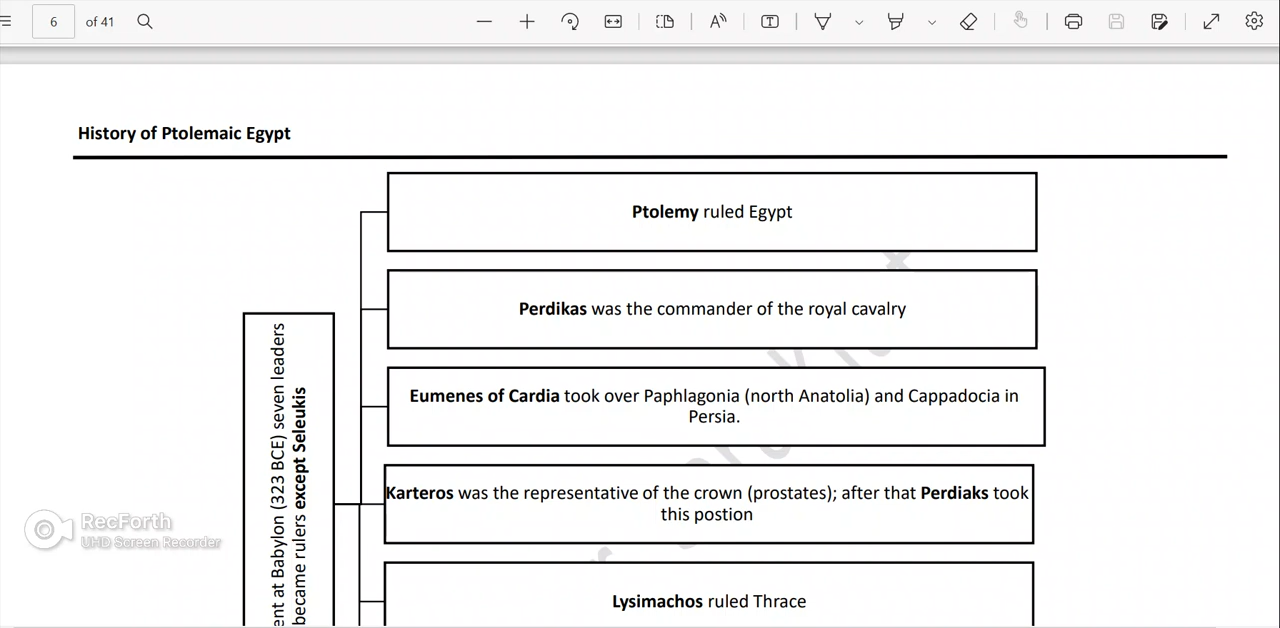 6 of 41
History of Ptolemaic Egypt
Ptolemy ruled Egypt
Perdikas was the commander of the royal cavalry
Eumenes of Cardia took over Paphlagonia (north Anatolia) and Cappadocia in
Persia.
Karteros was the representative of the crown (prostates); after that Perdiaks took
this postion
Lysimachos ruled Thrace
ent at Babylon (323 BCE) seven leaders
became rulers except Seleukis
RecForth
UHD Screen Recorder